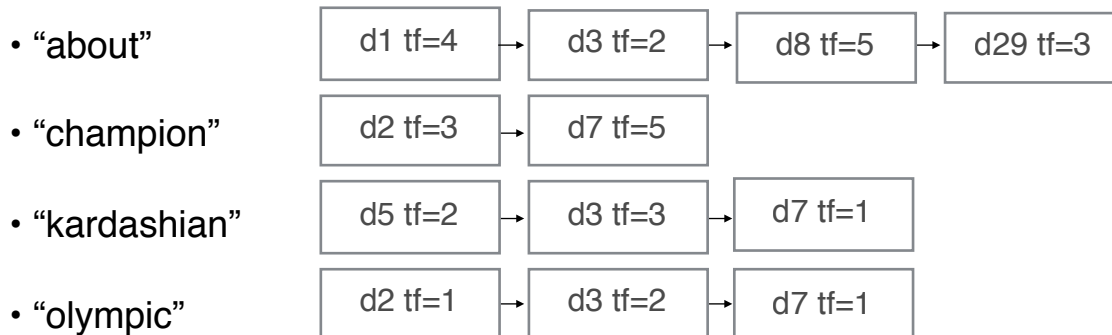 • “about” d1 tf=4 d3 tf=2 d8 tf=5 d29 tf=3
• “champion” d2 tf=3 d7 tf=5
• “kardashian” d5 tf=2 d3 tf=3 d7 tf=1
• “olympic” d2 tf=1 d3 tf=2 d7 tf=1